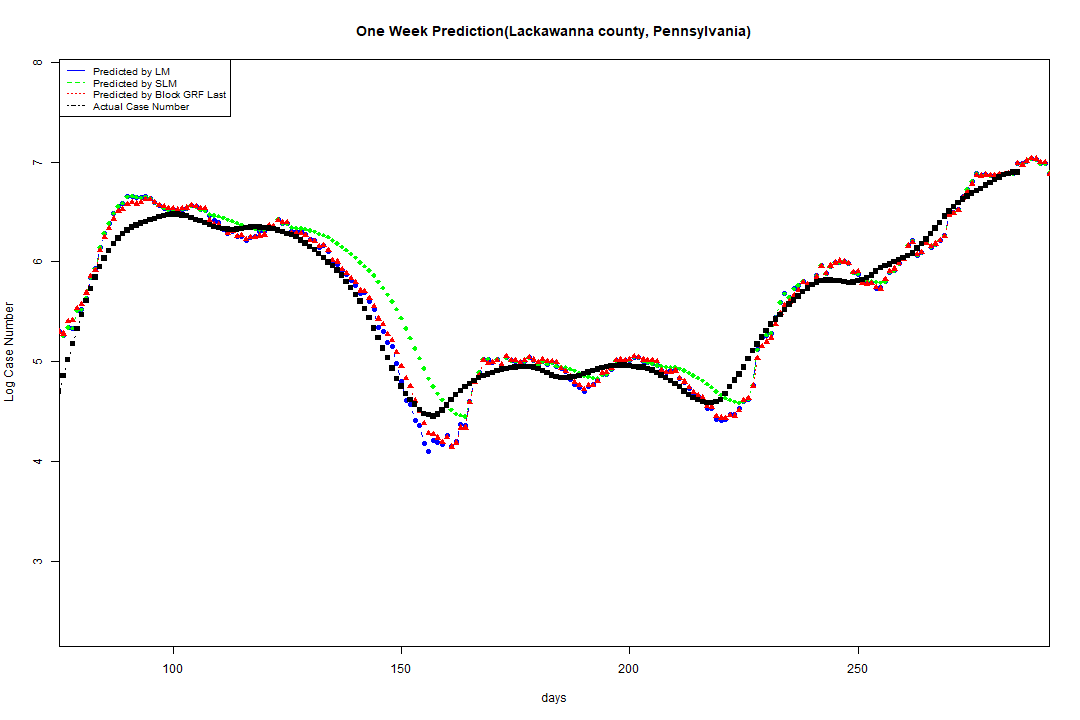 One Week Prediction(Lackawanna county, Pennsylvania)
Predicted by LM
Predicted by SLM
Predicted by Block GRF Last
Actual Case Number
8
7
6
5
4
3
Log Case Number
100 150 200 250
days